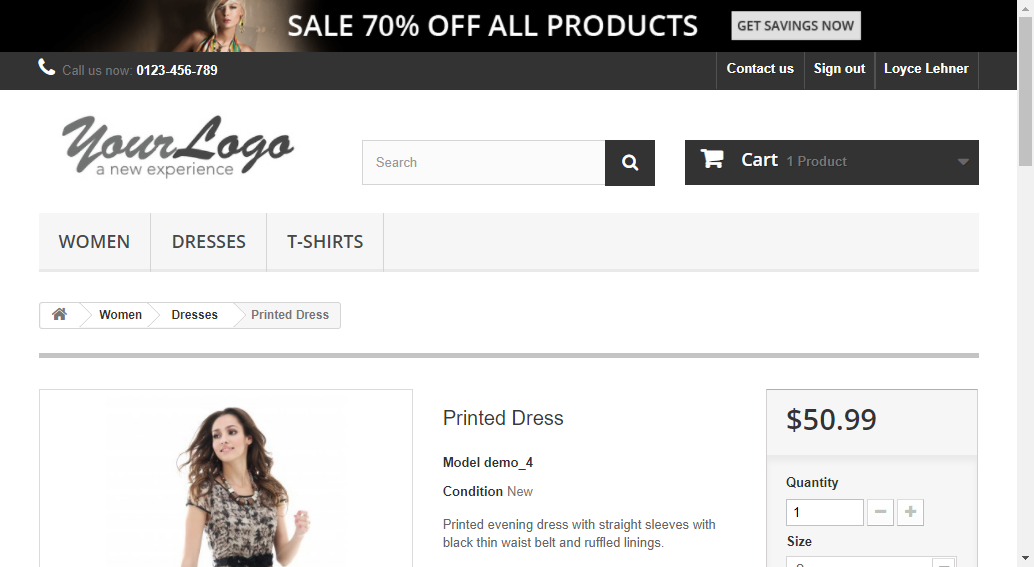 SALE 70% OFF ALL PRODUCTS
GET SAVINGS NOW
Call us now: 0123-456-789
Contact us
Sign out
Loyce Lehner
YourLogo
a new experience
Search
Cart 1 Product
WOMEN
DRESSES
T-SHIRTS
Women
Dresses
Printed Dress
Printed Dress
Model demo_4
Condition New
Printed evening dress with straight sleeves with
black thin waist belt and ruffled linings.
$50.99
Quantity
1
Size